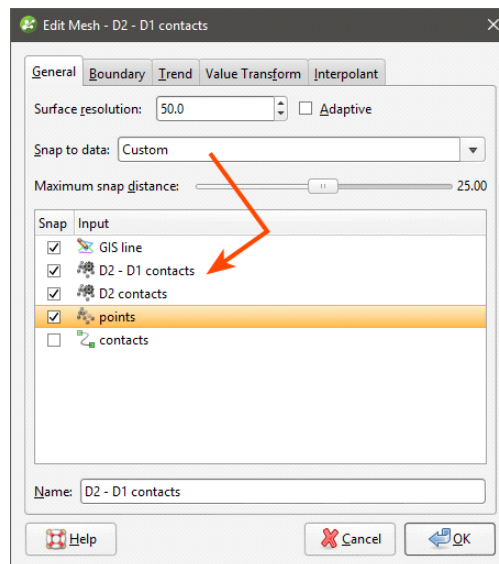 Edit Mesh - D2 - D1 contacts
General Boundary Trend Value Transform Interpolant
Surface resolution: 50.0 Adaptive
Snap to data: Custom
Maximum snap distance: 25.00
Snap Input
GIS line
D2 - D1 contacts
D2 contacts
points
contacts
Name: D2 - D1 contacts
Help Cancel OK